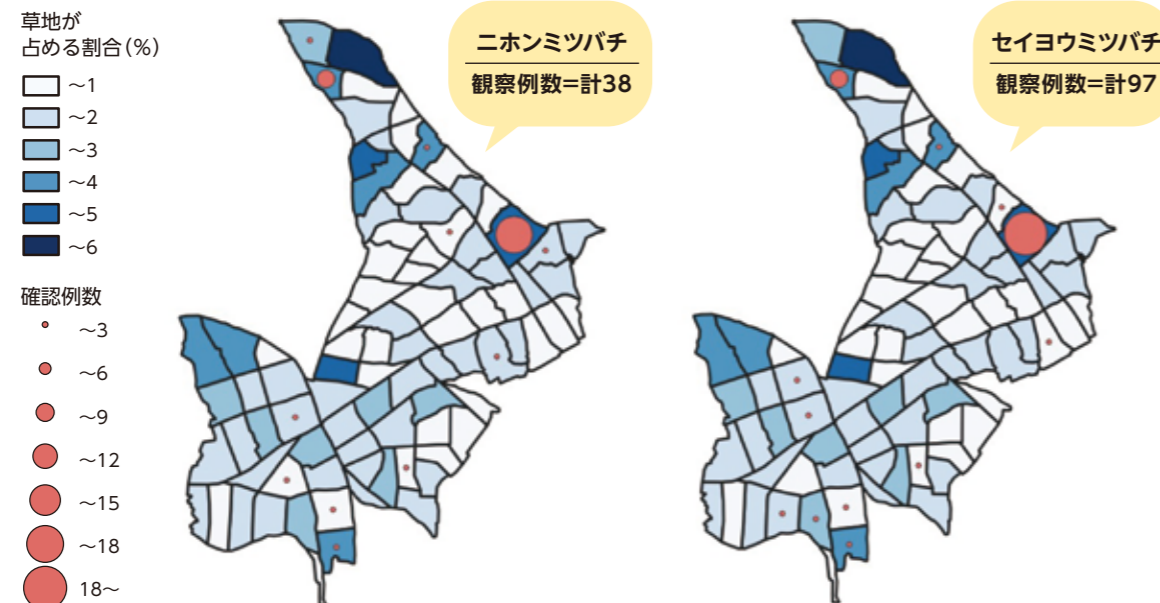 草地が
占める割合(%)
～1
～2
～3
～4
～5
～6
確認例数
～3
～6
～9
～12
～15
～18
18～
ニホンミツバチ
観察例数=計38
セイヨウミツバチ
観察例数=計97